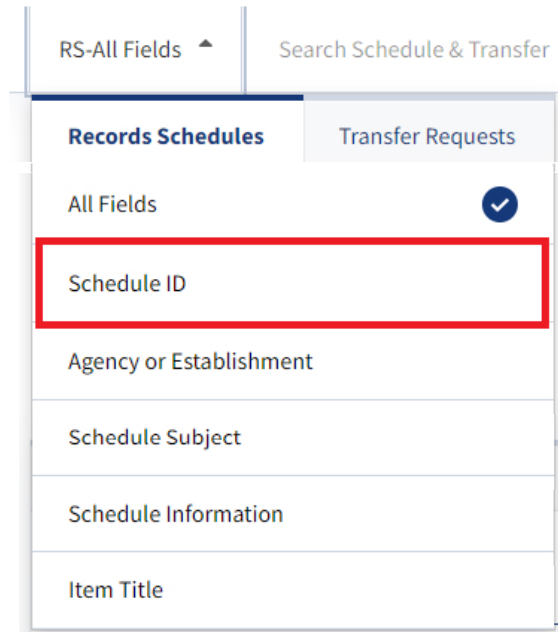 RS-All Fields Search Schedule & Transfer
Records Schedules Transfer Requests
All Fields
Schedule ID
Agency or Establishment
Schedule Subject
Schedule Information
Item Title